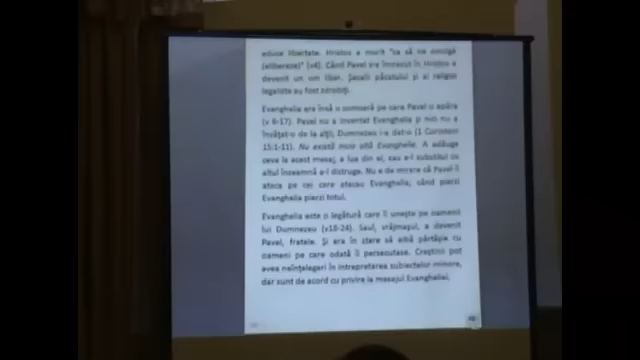 aduce libertate. Hristos a murit "ca să ne smulgă
(elibereze)" (v4). Când Pavel s-a încrezut în Hristos a
devenit un om liber. Sclavii păcatului și ai religiei
legaliste au fost zdrobiți.
Evanghelia era însă o comoară pe care Pavel o apăra
(v 6-17). Pavel nu a inventat Evanghelia și nici nu a
învățat-o de la alții; Dumnezeu i-a dat-o (1 Corinteni
15:1-11). Nu există nicio altă Evanghelie. A adăuga
ceva la acest mesaj, a lua din el, sau a-l substitui cu
altul înseamnă a-l distruge. Nu e de mirare că Pavel îi
ataca pe cei care atacau Evanghelia; când pierzi
Evanghelia pierzi totul.
Evanghelia este o legătură care îi unește pe oamenii
lui Dumnezeu (v18-24). Saul, vrăjmașul, a devenit
Pavel, fratele. Și era în stare să aibă părtășie cu
oameni pe care odată îi persecutase. Creștinii pot
avea neînțelegeri în interpretarea subiectelor minore,
dar sunt de acord cu privire la mesajul Evangheliei.